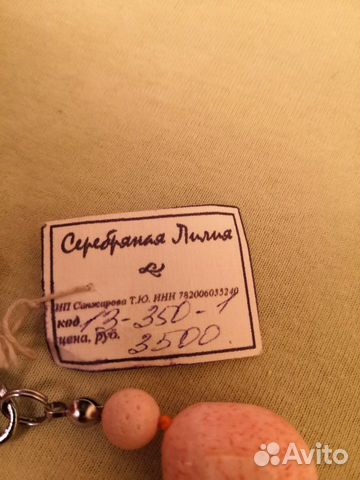 Серебряная Лилия
ИП Санжарова Т.Ю. ИНН 782006035240
код. 13-350-1
цена, руб. 3500.
Avito